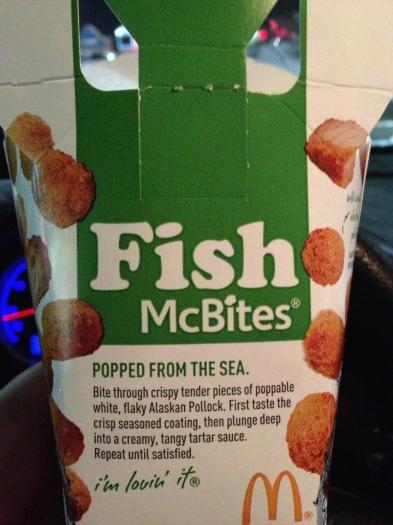 Fish
McBites®
POPPED FROM THE SEA.
Bite through crispy tender pieces of poppable
white, flaky Alaskan Pollock. First taste the
crisp seasoned coating, then plunge deep
into a creamy, tangy tartar sauce.
Repeat until satisfied.
i'm lovin' it®